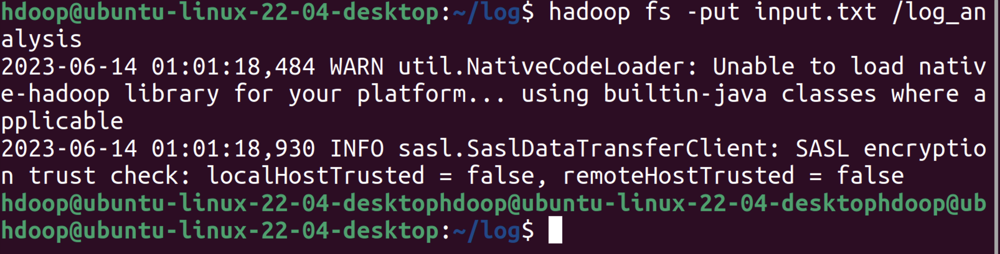 hdoop@ubuntu-linux-22-04-desktop:~/log$ hadoop fs -put input.txt /log_an
alysis
2023-06-14 01:01:18,484 WARN util.NativeCodeLoader: Unable to load nativ
e-hadoop library for your platform... using builtin-java classes where a
pplicable
2023-06-14 01:01:18,930 INFO sasl.SaslDataTransferClient: SASL encryptio
n trust check: localHostTrusted = false, remoteHostTrusted = false
hdoop@ubuntu-linux-22-04-desktophdoop@ubuntu-linux-22-04-desktophdoop@ub
hdoop@ubuntu-linux-22-04-desktop:~/log$